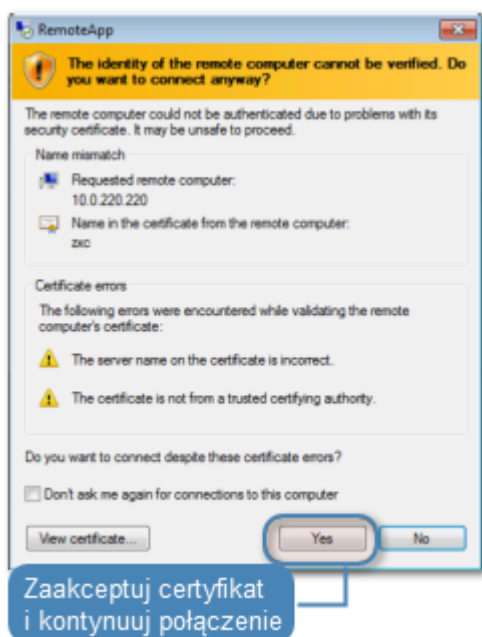 RemoteApp
The identity of the remote computer cannot be verified. Do
you want to connect anyway?
The remote computer could not be authenticated due to problems with its
security certificate. It may be unsafe to proceed.
Name mismatch
Requested remote computer:
10.0.220.220
Name in the certificate from the remote computer:
zxc
Certificate errors
The following errors were encountered while validating the remote
computer's certificate:
The server name on the certificate is incorrect.
The certificate is not from a trusted certifying authority.
Do you want to connect despite these certificate errors?
Don't ask me again for connections to this computer
View certificate...
Yes
No
Zaakceptuj certyfikat
i kontynuuj połączenie